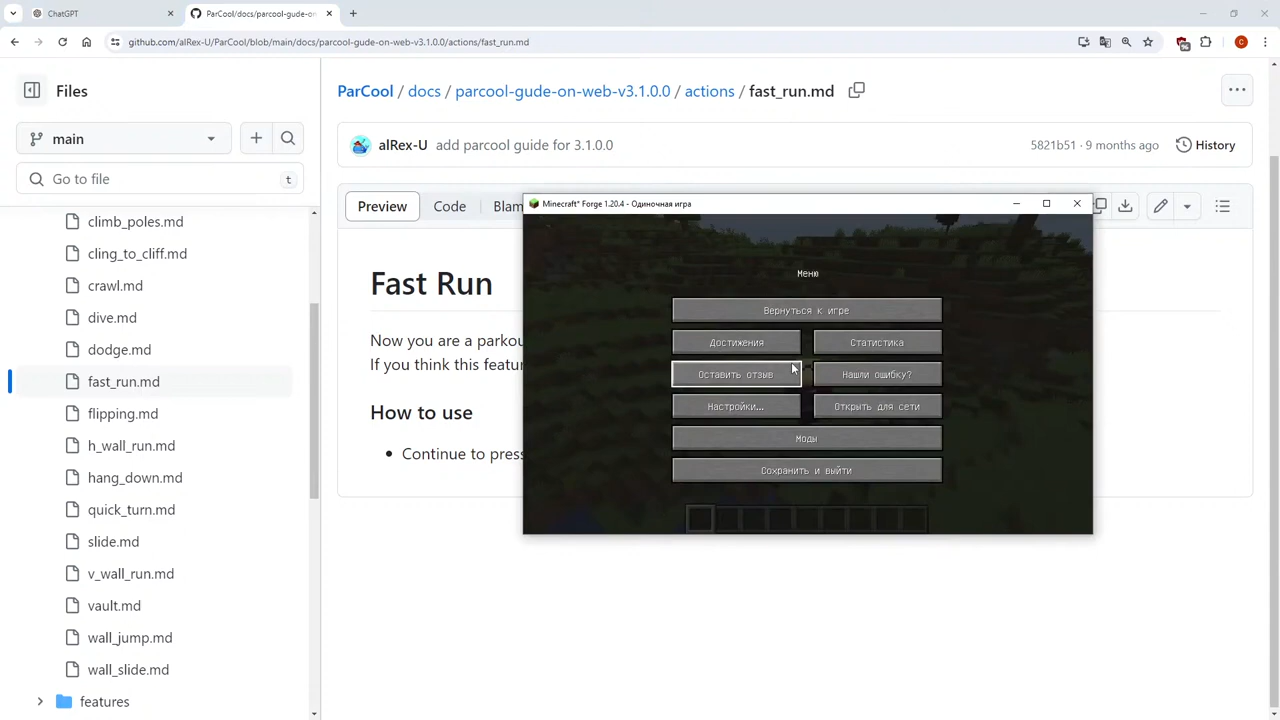 ChatGPT
ParCool/docs/parcool-gude-on-
github.com/alRex-U/ParCool/blob/main/docs/parcool-gude-on-web-v3.1.0.0/actions/fast_run.md
Files
ParCool / docs / parcool-gude-on-web-v3.1.0.0 / actions / fast_run.md
main
alRex-U add parcool guide for 3.1.0.0
5821b51 · 9 months ago
History
Go to file
t
Preview
Code
Blam
Minecraft* Forge 1.20.4 - Одиночная игра
climb_poles.md
cling_to_cliff.md
crawl.md
dive.md
dodge.md
fast_run.md
flipping.md
h_wall_run.md
hang_down.md
quick_turn.md
slide.md
v_wall_run.md
vault.md
wall_jump.md
wall_slide.md
features
Fast Run
Now you are a parkou
If you think this featur
How to use
Continue to press
Меню
Вернуться к игре
Достижения
Статистика
Оставить отзыв
Нашли ошибку?
Настройки...
Открыть для сети
Моды
Сохранить и выйти